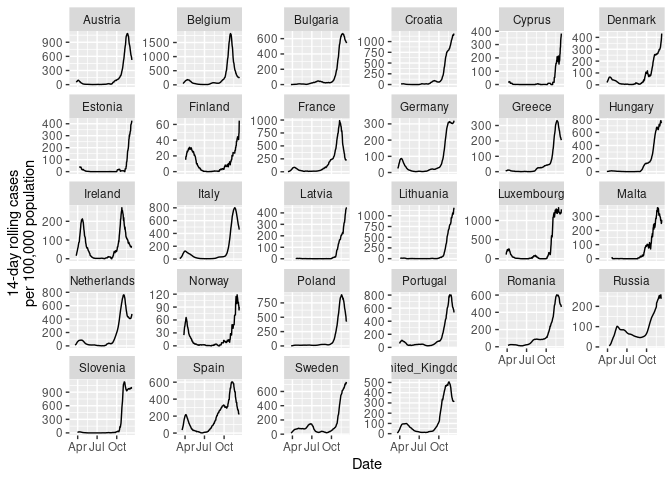 Austria Belgium Bulgaria Croatia Cyprus Denmark
900 600 300 0
1500 1000 500 0
600 400 200 0
1000 750 500 250 0
400 300 200 100 0
400 300 200 100 0
Estonia Finland France Germany Greece Hungary
400 300 200 100 0
60 40 20 0
1000 750 500 250 0
300 200 100 0
300 200 100 0
800 600 400 200 0
Ireland Italy Latvia Lithuania Luxembourg Malta
200 100 0
800 600 400 200 0
400 300 200 100 0
1000 750 500 250 0
1000 500 0
300 200 100 0
Netherlands Norway Poland Portugal Romania Russia
800 600 400 200 0
120 90 60 30 0
750 500 250 0
800 600 400 200 0
600 400 200 0
200 100 0
Apr Jul Oct Apr Jul Oct
Slovenia Spain Sweden nited_Kingdo
900 600 300 0
600 400 200 0
600 400 200 0
500 400 300 200 100 0
Apr Jul Oct Apr Jul Oct Apr Jul Oct Apr Jul Oct
Date
14-day rolling cases
per 100,000 population